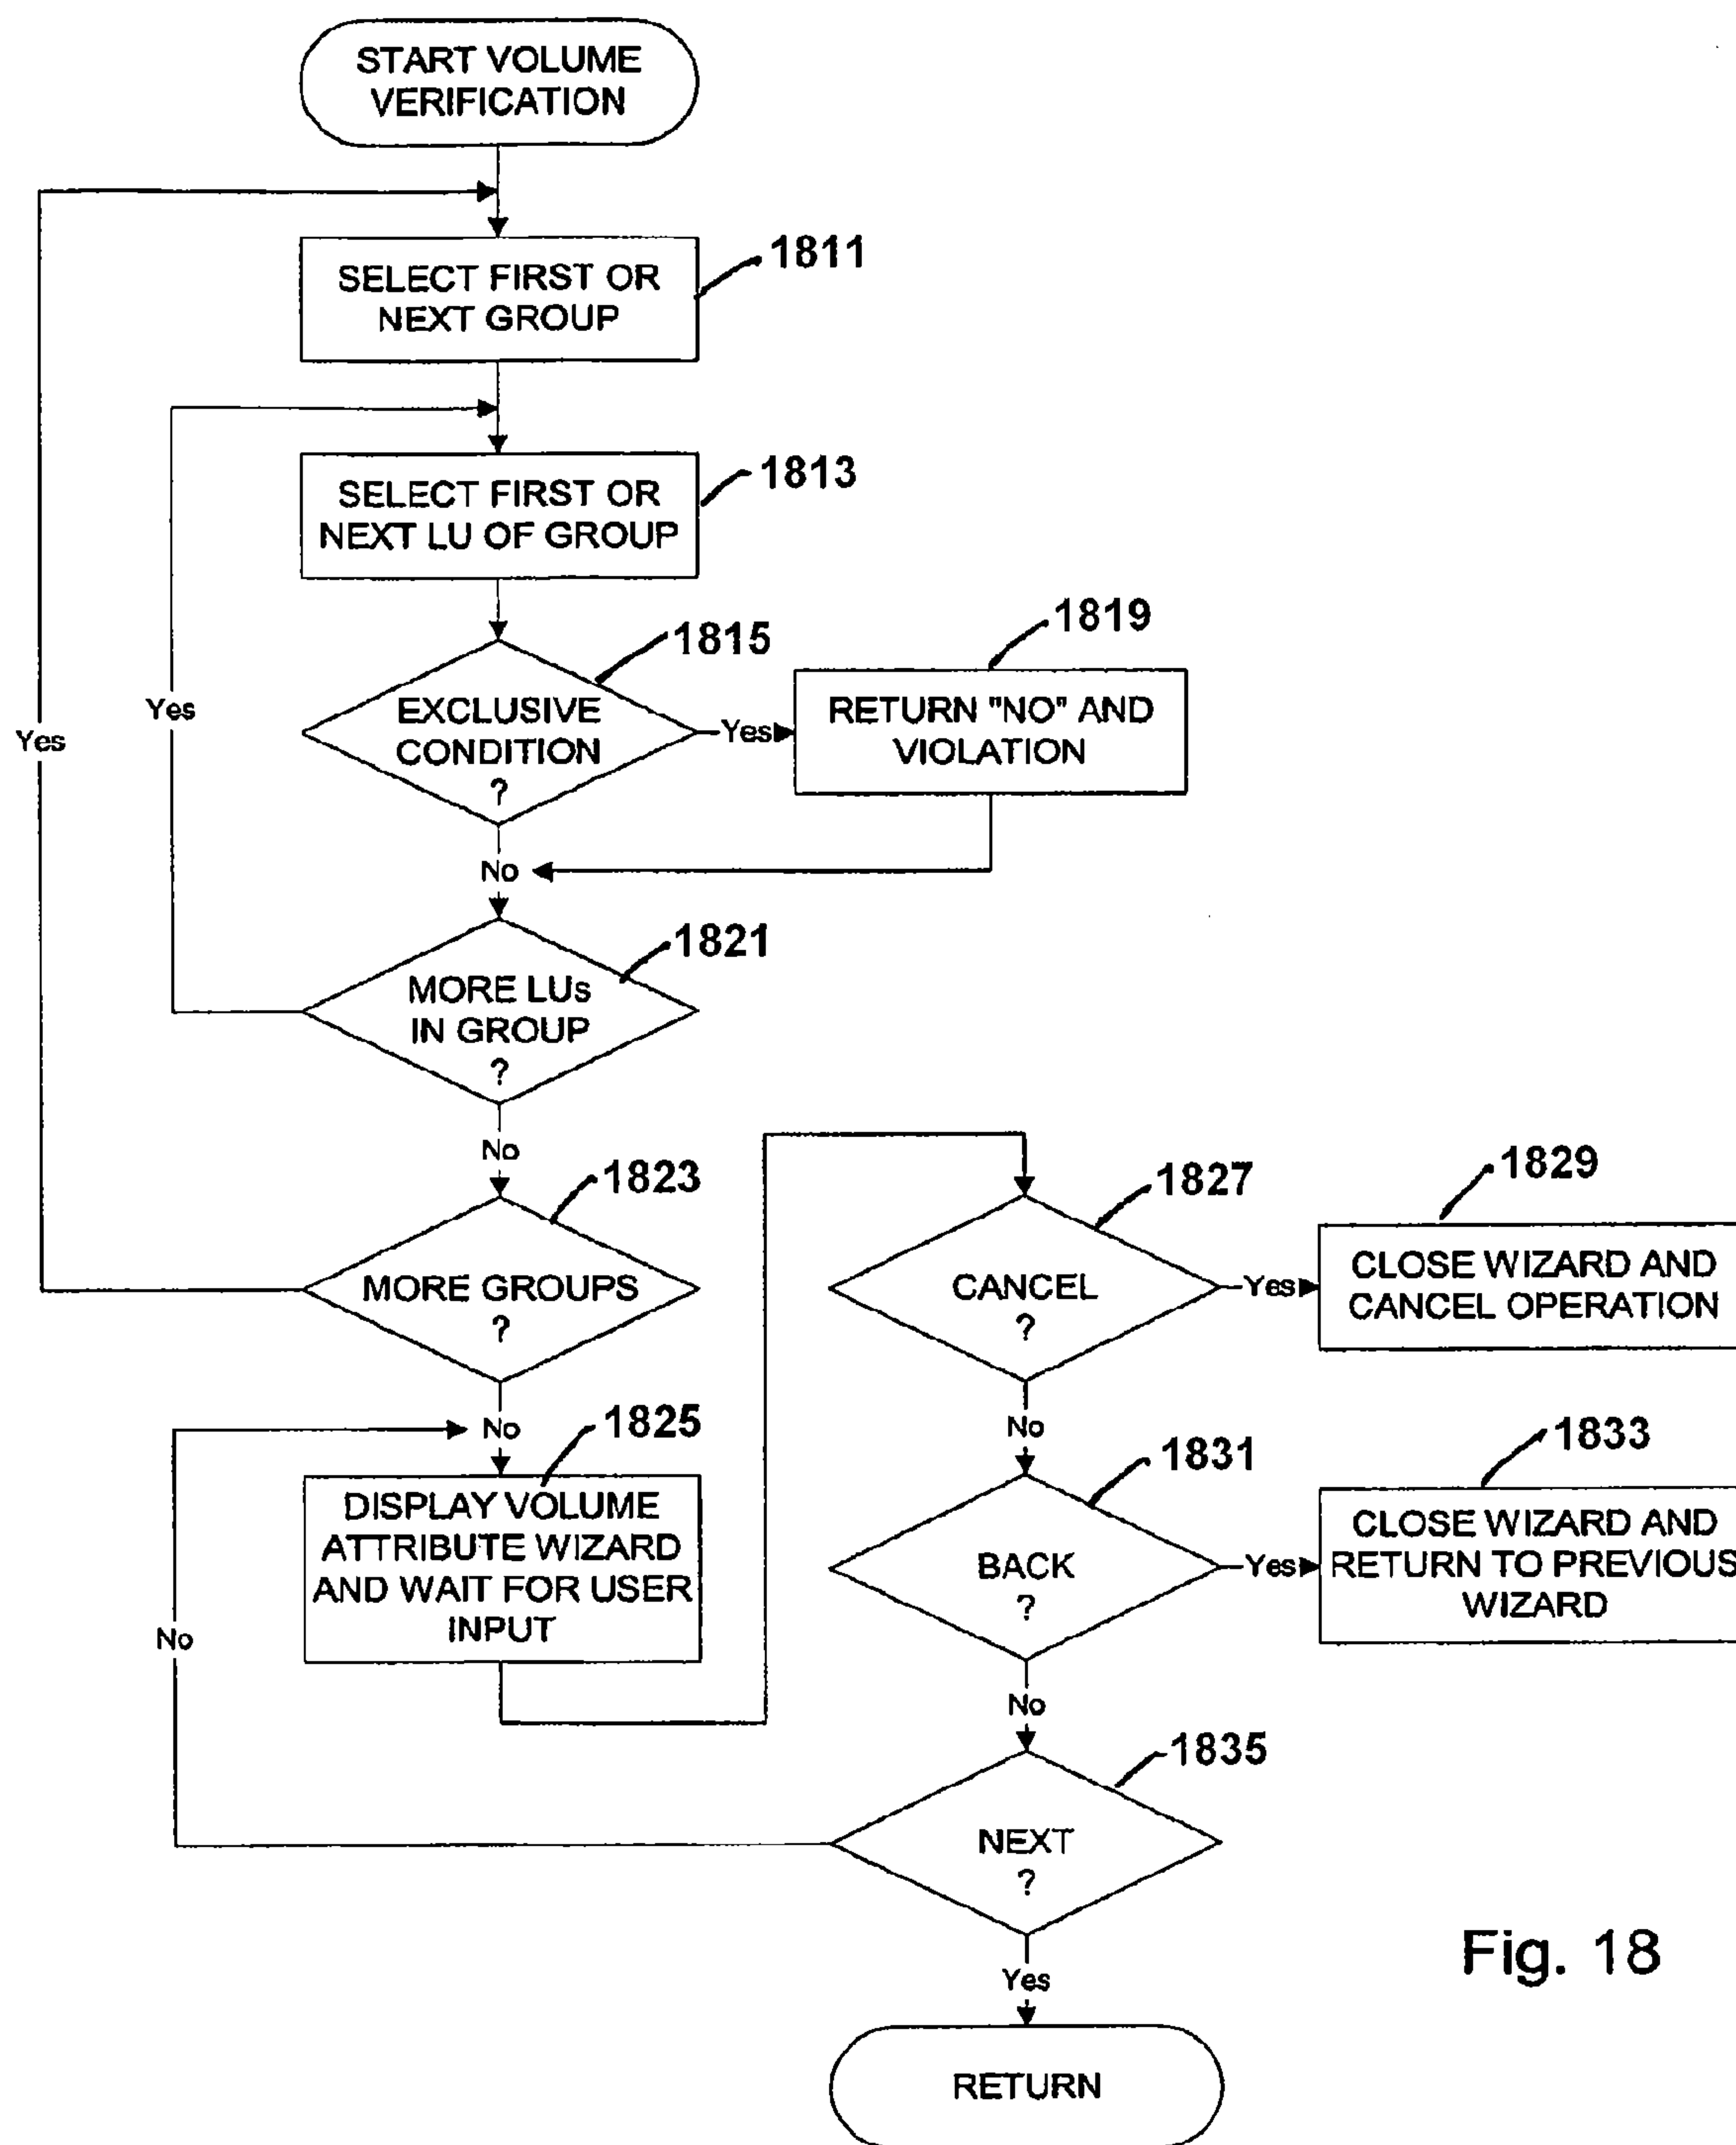 START VOLUME
VERIFICATION
1811
SELECT FIRST OR
NEXT GROUP
1813
SELECT FIRST OR
NEXT LU OF GROUP
1815
1819
EXCLUSIVE
CONDITION
?
Yes
RETURN "NO" AND
VIOLATION
Yes
Yes
No
1821
MORE LUs
IN GROUP
?
No
1823
MORE GROUPS
?
1827
CANCEL
?
Yes
1829
CLOSE WIZARD AND
CANCEL OPERATION
No
1825
DISPLAY VOLUME
ATTRIBUTE WIZARD
AND WAIT FOR USER
INPUT
No
1831
BACK
?
Yes
1833
CLOSE WIZARD AND
RETURN TO PREVIOUS
WIZARD
No
No
1835
NEXT
?
Yes
RETURN
Fig. 18